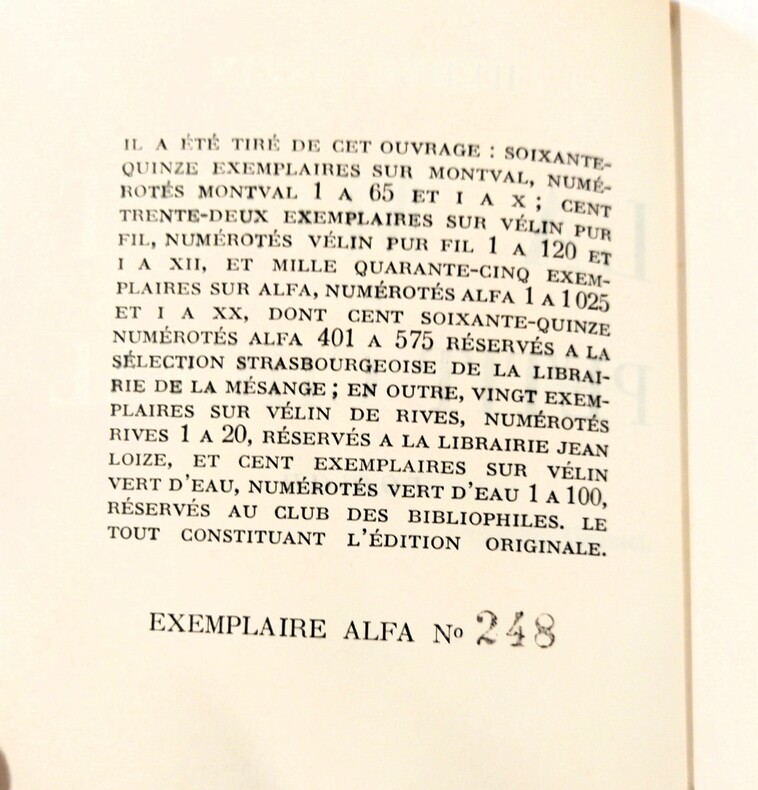 IL A ÉTÉ TIRÉ DE CET OUVRAGE : SOIXANTE-
QUINZE EXEMPLAIRES SUR MONTVAL, NUMÉ-
ROTÉS MONTVAL 1 A 65 ET I A X ; CENT
TRENTE-DEUX EXEMPLAIRES SUR VÉLIN PUR
FIL, NUMÉROTÉS VÉLIN PUR FIL 1 A 120 ET
I A XII, ET MILLE QUARANTE-CINQ EXEM-
PLAIRES SUR ALFA, NUMÉROTÉS ALFA 1 A 1025
ET I A XX, DONT CENT SOIXANTE-QUINZE
NUMÉROTÉS ALFA 401 A 575 RÉSERVÉS A LA
SÉLECTION STRASBOURGEOISE DE LA LIBRAI-
RIE DE LA MÉSANGE ; EN OUTRE, VINGT EXEM-
PLAIRES SUR VÉLIN DE RIVES, NUMÉROTÉS
RIVES 1 A 20, RÉSERVÉS A LA LIBRAIRIE JEAN
LOIZE, ET CENT EXEMPLAIRES SUR VÉLIN
VERT D'EAU, NUMÉROTÉS VERT D'EAU 1 A 100,
RÉSERVÉS AU CLUB DES BIBLIOPHILES. LE
TOUT CONSTITUANT L'ÉDITION ORIGINALE.
EXEMPLAIRE ALFA Nº 248